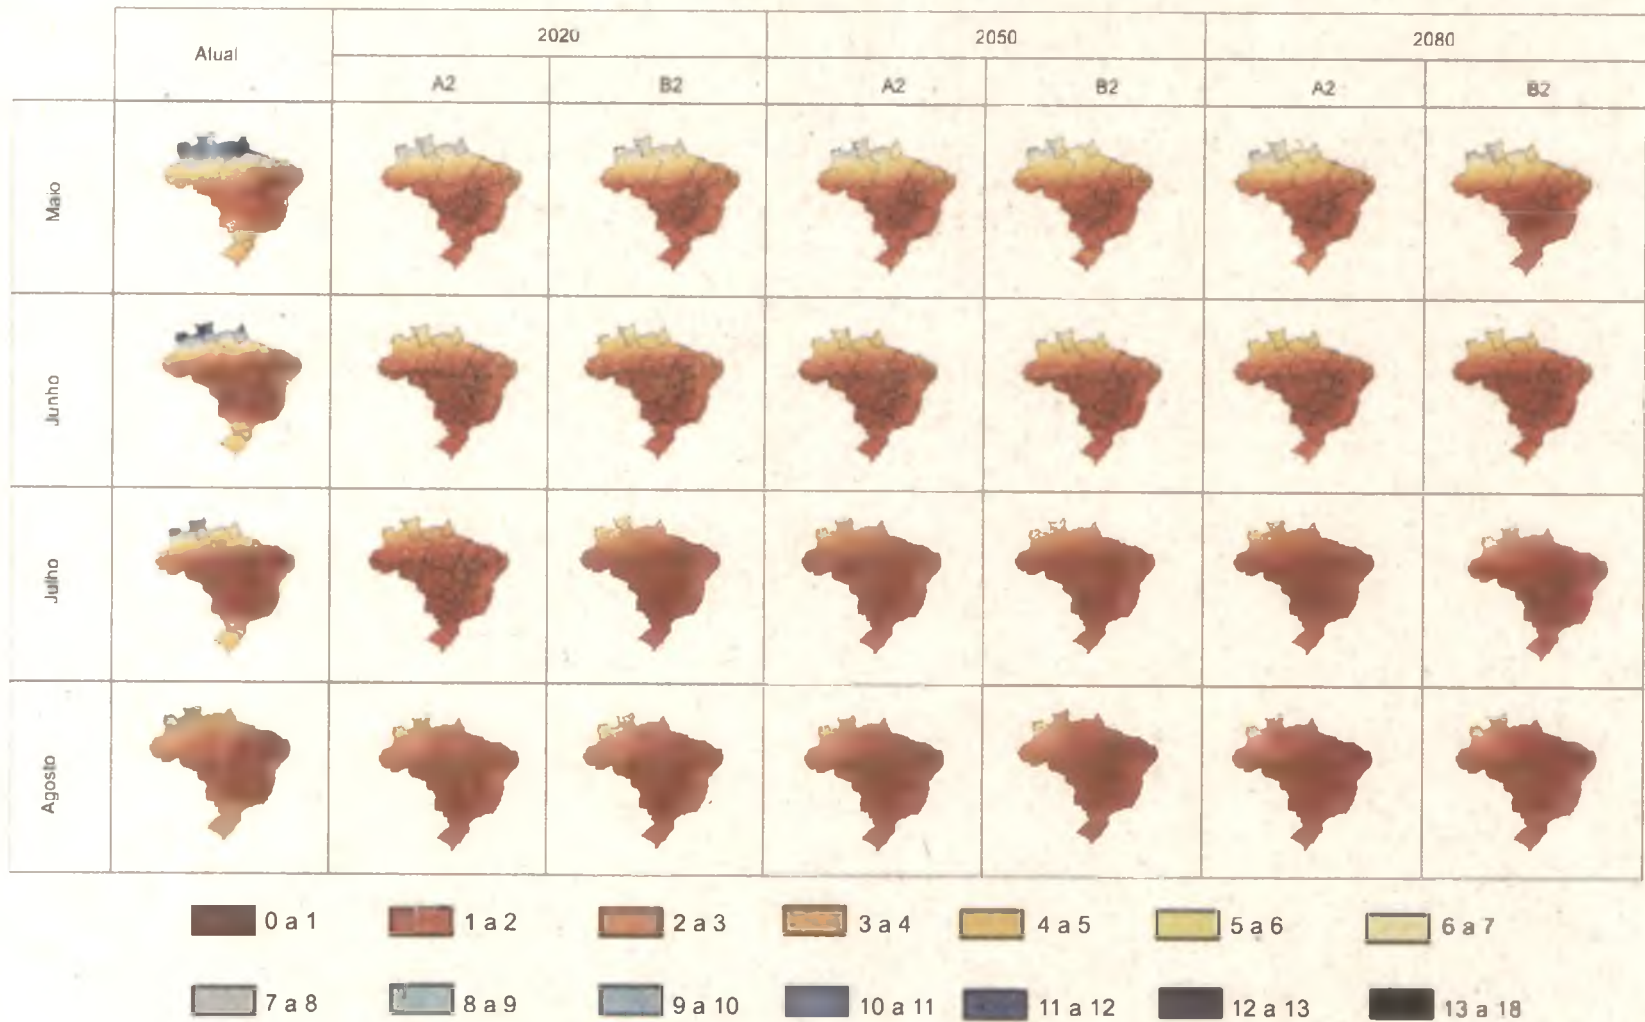 Atual 2020 2050 2080
A2 B2 A2 B2 A2 B2
Maio
Junho
Julho
Agosto
0 a 1 1 a 2 2 a 3 3 a 4 4 a 5 5 a 6 6 a 7
7 a 8 8 a 9 9 a 10 10 a 11 11 a 12 12 a 13 13 a 18